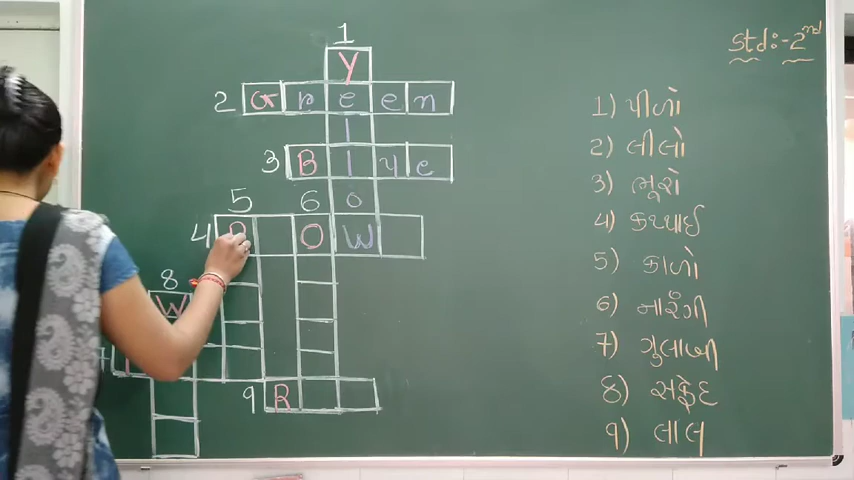 Std:-2nd
1
Y
2 Green
l
3 Blue
5 6 o
4 B O W
8
W
7
9 R
1) પીળો
2) લીલો
3) ભૂરો
4) કથ્થાઈ
5) કાળો
6) નારંગી
7) ગુલાબી
8) સફેદ
9) લાલ